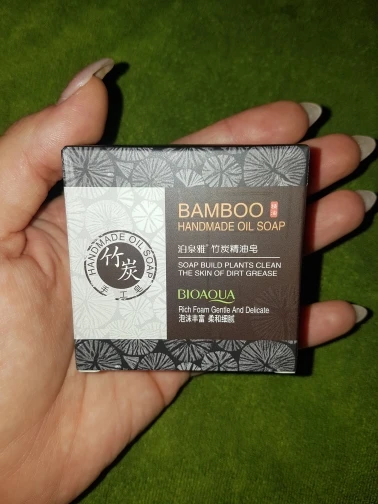 BAMBOO
HANDMADE OIL SOAP
泊泉雅® 竹炭精油皂
SOAP BUILD PLANTS CLEAN
THE SKIN OF DIRT GREASE
BIOAQUA
Rich Foam Gentle And Delicate
泡沫丰富 柔和细腻
HANDMADE OIL SOAP
竹炭
手工皂